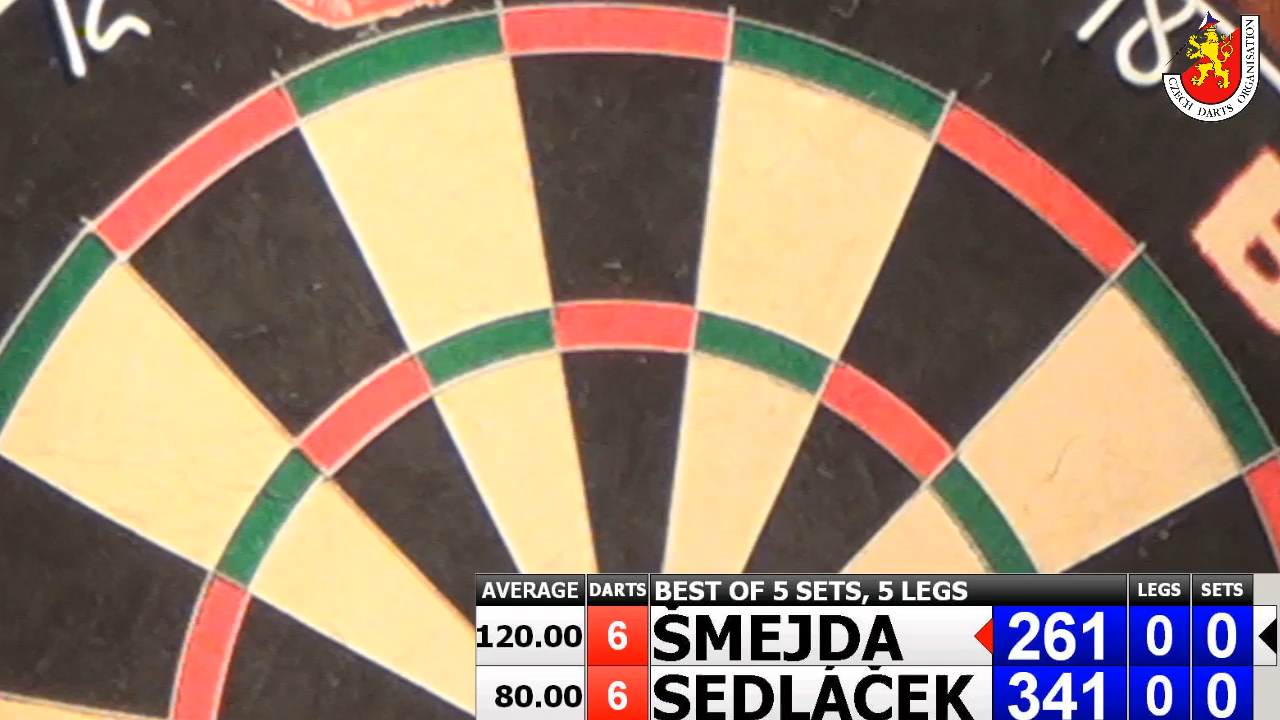 18
CZECH DARTS ORGANISATION
AVERAGE DARTS BEST OF 5 SETS, 5 LEGS LEGS SETS
120.00 6 ŠMEJDA 261 0 0
80.00 6 SEDLÁČEK 341 0 0